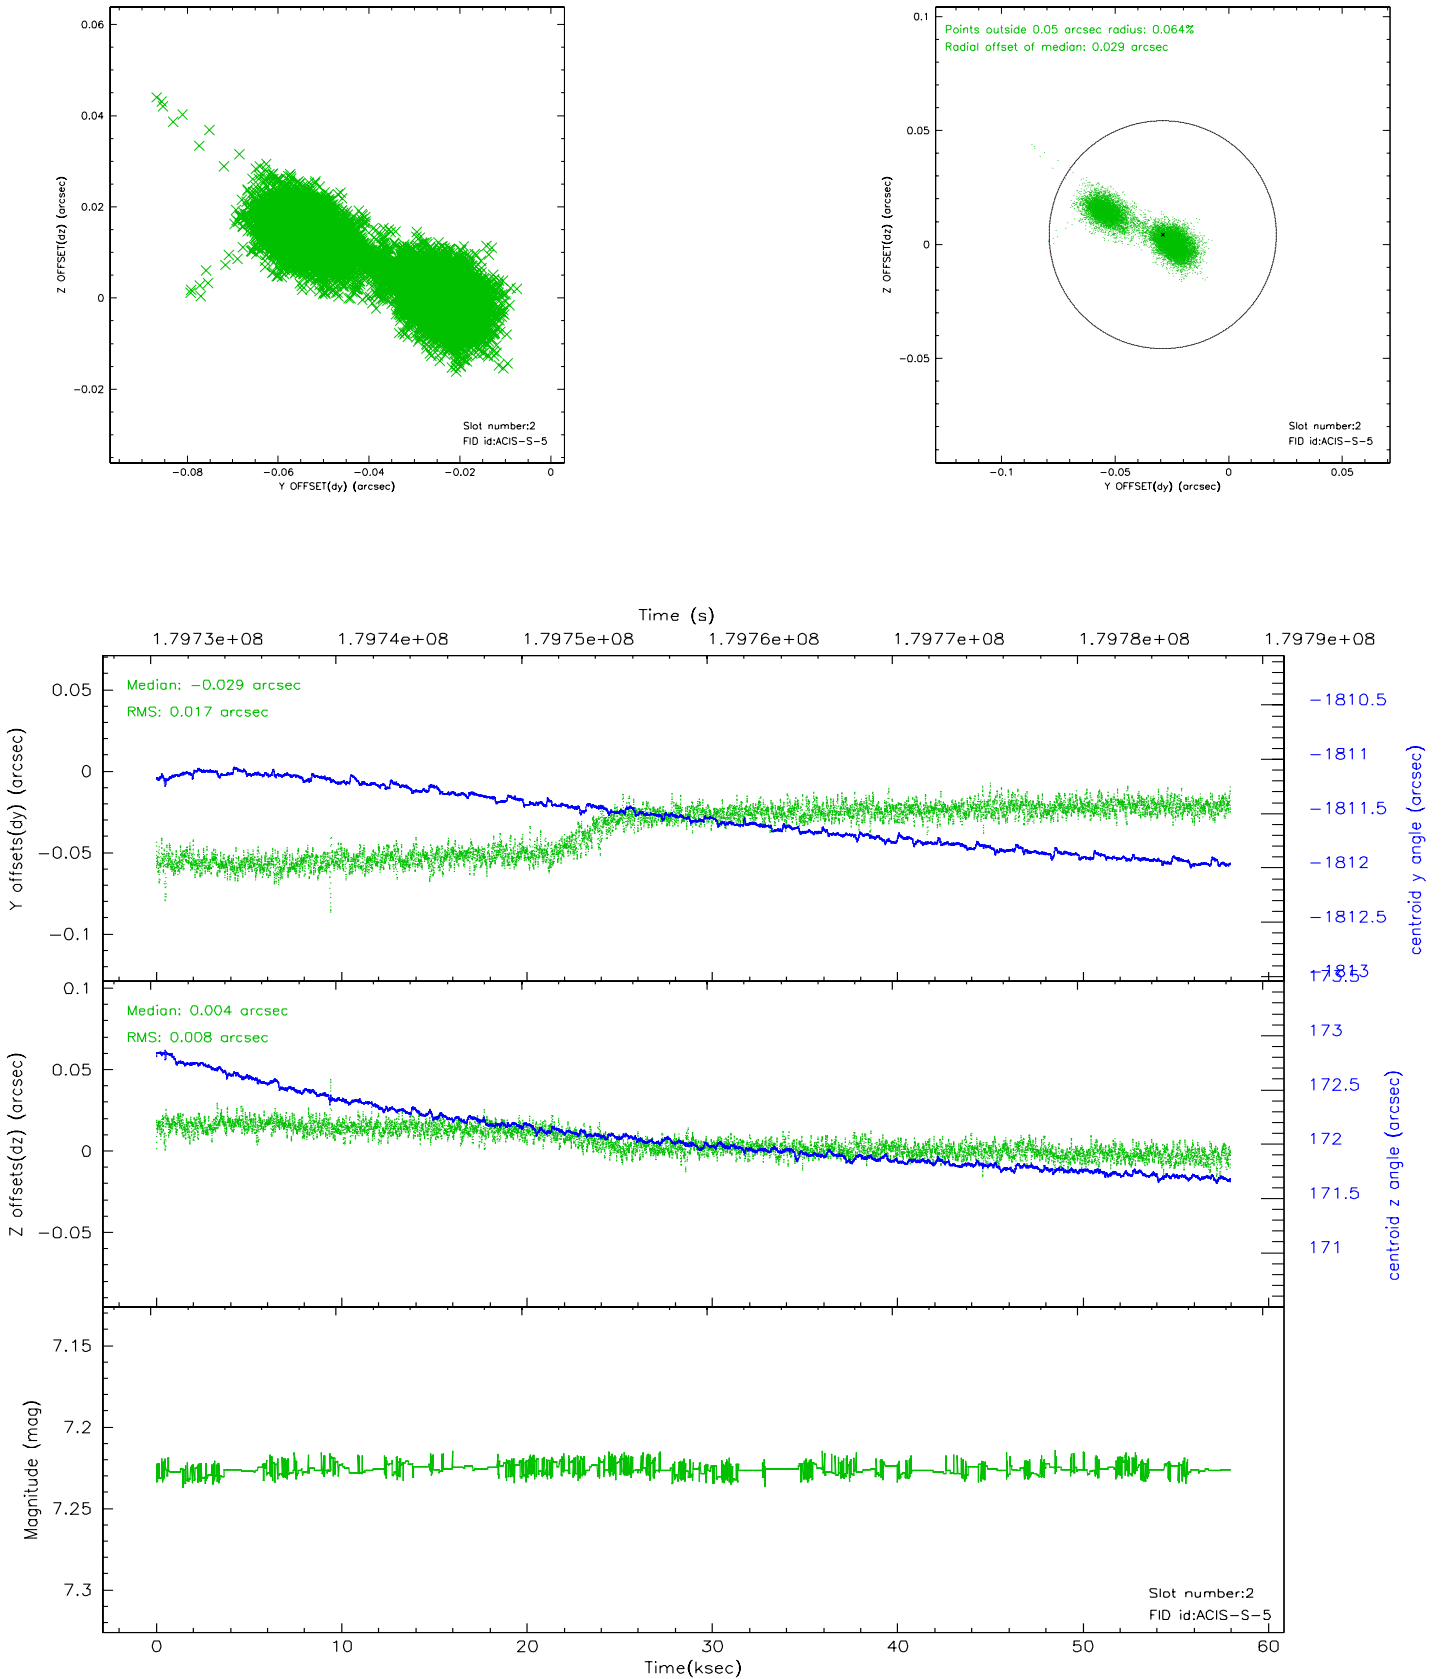 0.06
0.04
0.02
0
−0.02
Z OFFSET(dz) (arcsec)
Slot number:2
FID id:ACIS−S−5
−0.08 −0.06 −0.04 −0.02 0
Y OFFSET(dy) (arcsec)
Points outside 0.05 arcsec radius: 0.064%
Radial offset of median: 0.029 arcsec
0.1
0.05
0
−0.05
Z OFFSET(dz) (arcsec)
Slot number:2
FID id:ACIS−S−5
−0.1 −0.05 0 0.05
Y OFFSET(dy) (arcsec)
Time (s)
1.7973e+08 1.7974e+08 1.7975e+08 1.7976e+08 1.7977e+08 1.7978e+08 1.7979e+08
Median: −0.029 arcsec
RMS: 0.017 arcsec
0.05
0
−0.05
−0.1
Y offsets(dy) (arcsec)
−1810.5
−1811
−1811.5
−1812
−1812.5
−1813
centroid y angle (arcsec)
Median: 0.004 arcsec
RMS: 0.008 arcsec
0.1
0.05
0
−0.05
Z offsets(dz) (arcsec)
173.5
173
172.5
172
171.5
171
centroid z angle (arcsec)
7.15
7.2
7.25
7.3
Magnitude (mag)
Slot number:2
FID id:ACIS−S−5
0 10 20 30 40 50 60
Time(ksec)